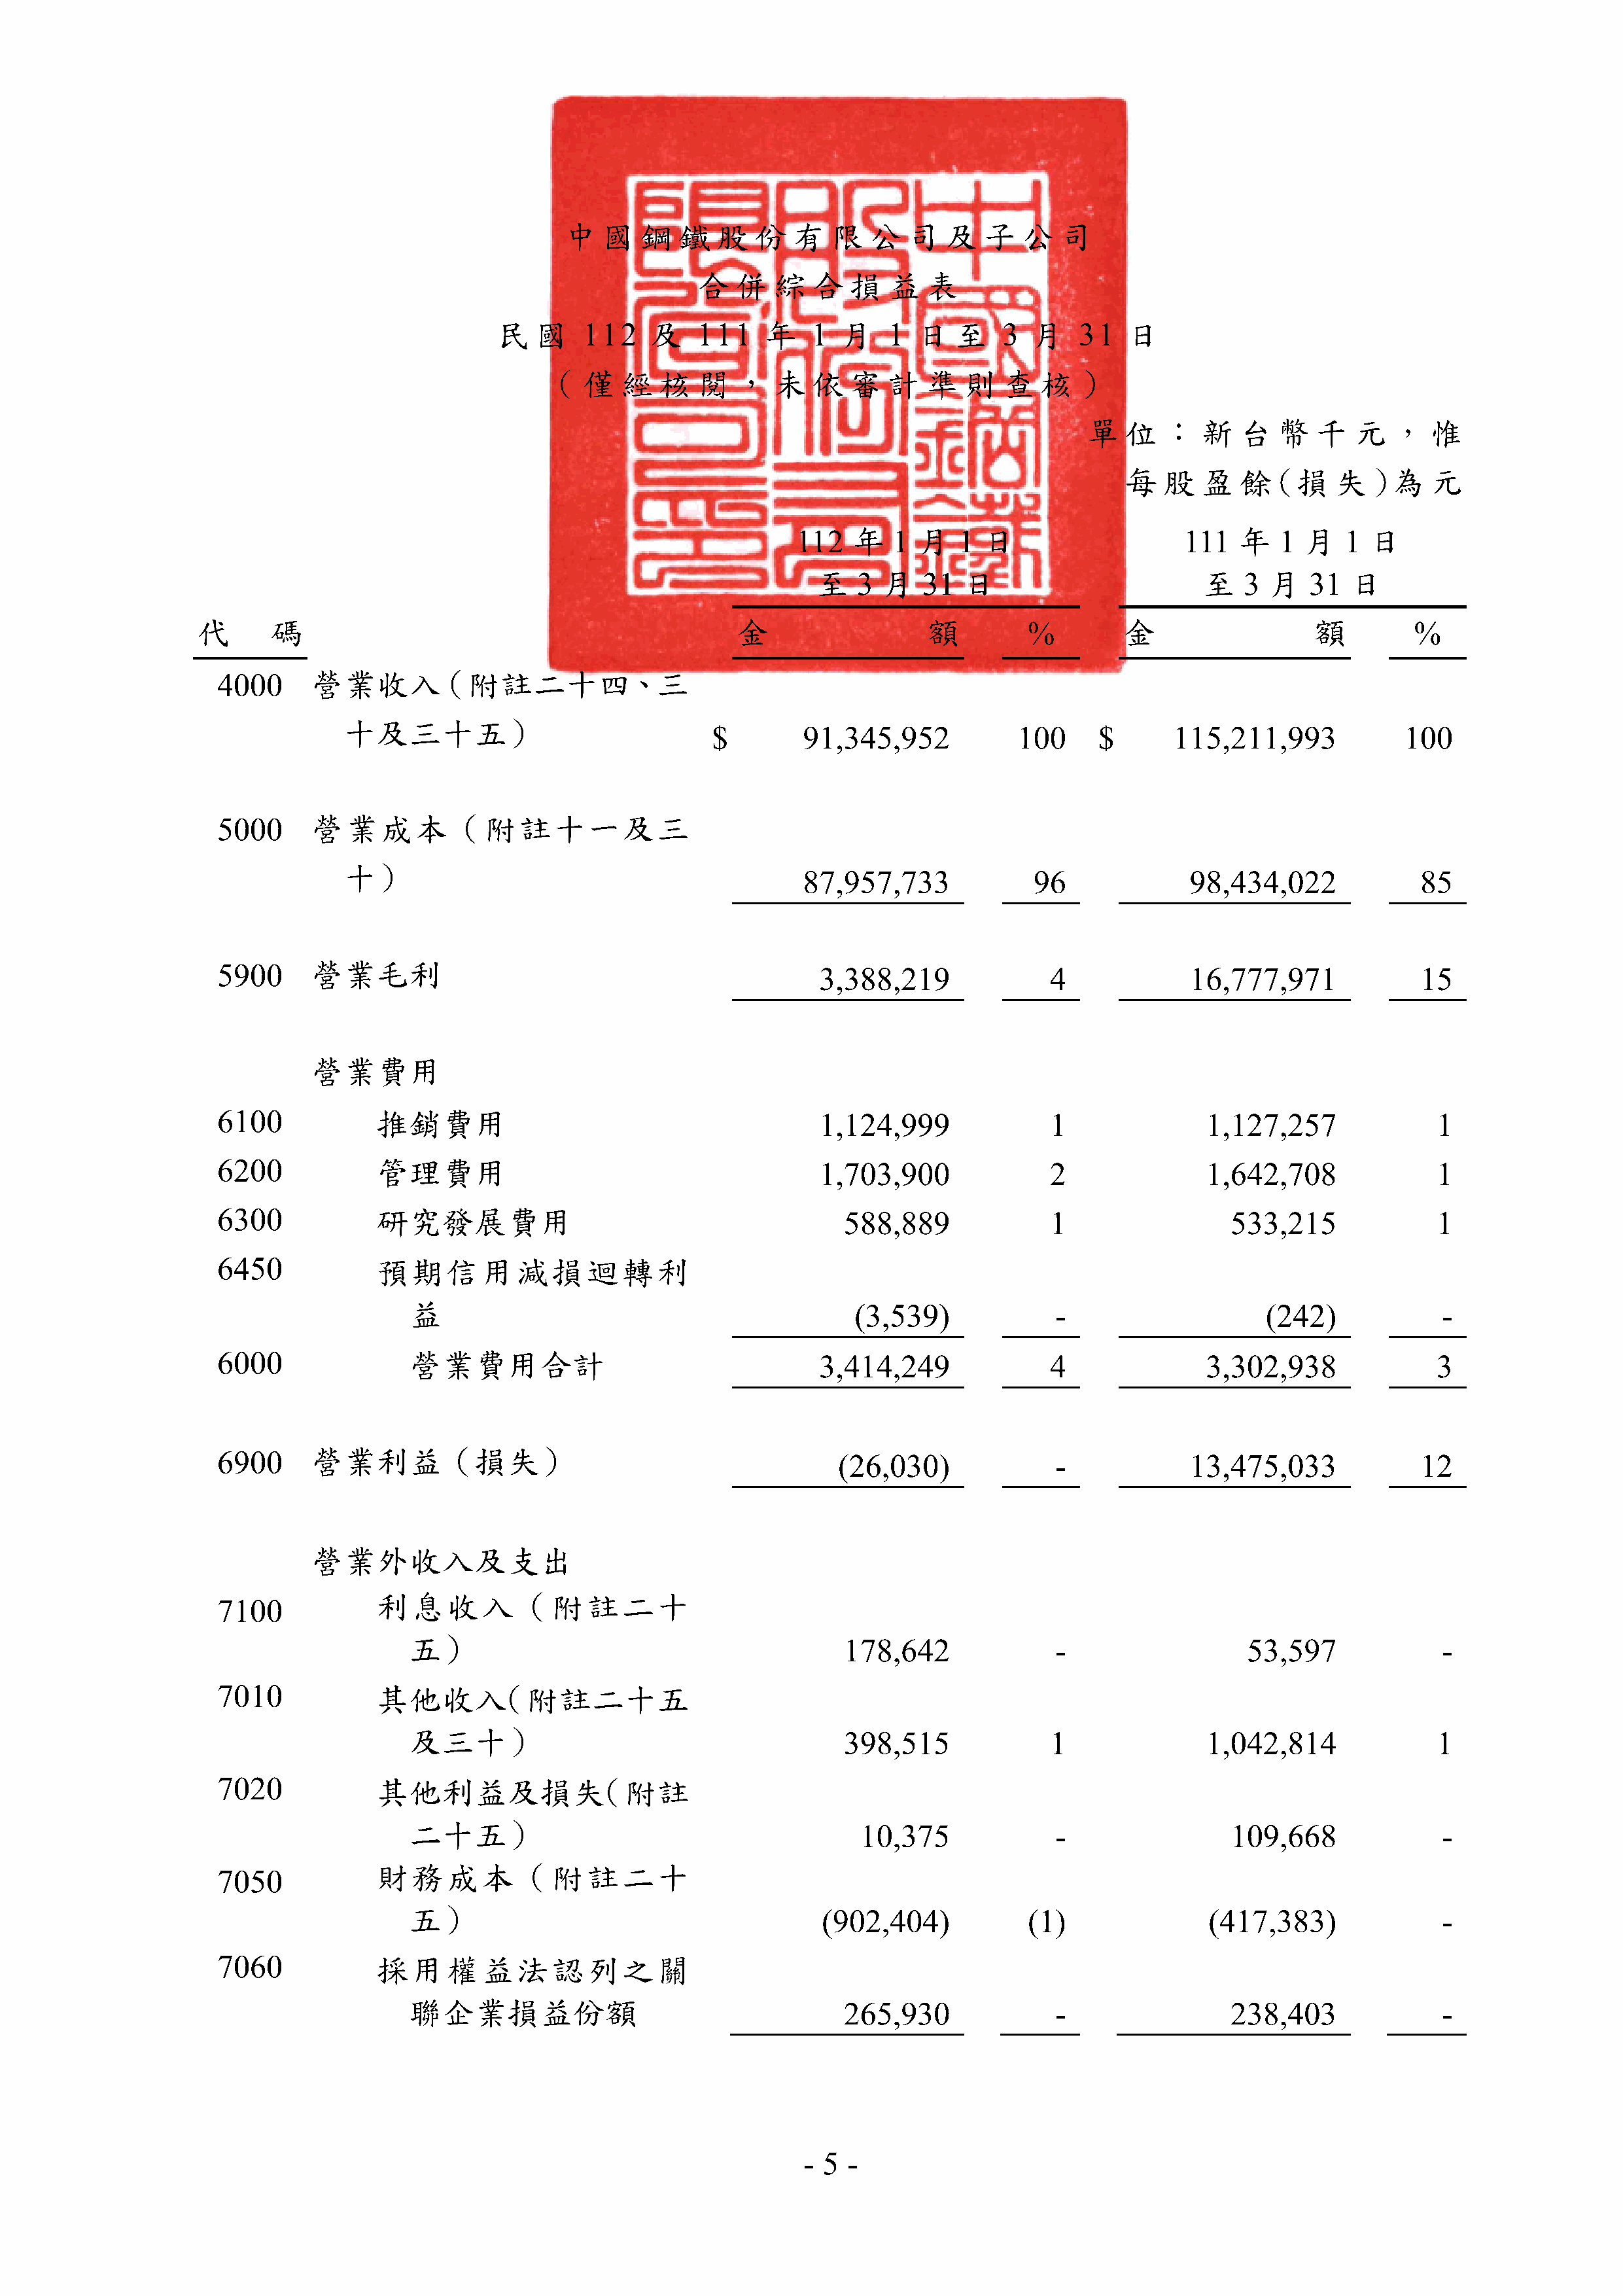 中國鋼鐵股份有限公司及子公司
合併綜合損益表
民國 112 及 111 年 1 月 1 日至 3 月 31 日
（僅經核閱，未依審計準則查核）
單位：新台幣千元，惟
每股盈餘(損失)為元
112 年 1 月 1 日 111 年 1 月 1 日
至 3 月 31 日 至 3 月 31 日
代 碼 金 額 % 金 額 %
4000 營業收入（附註二十四、三
十及三十五） $ 91,345,952 100 $ 115,211,993 100
5000 營業成本（附註十一及三
十） 87,957,733 96 98,434,022 85
5900 營業毛利 3,388,219 4 16,777,971 15
營業費用
6100 推銷費用 1,124,999 1 1,127,257 1
6200 管理費用 1,703,900 2 1,642,708 1
6300 研究發展費用 588,889 1 533,215 1
6450 預期信用減損迴轉利
益 (3,539) - (242) -
6000 營業費用合計 3,414,249 4 3,302,938 3
6900 營業利益（損失） (26,030) - 13,475,033 12
營業外收入及支出
7100 利息收入（附註二十
五） 178,642 - 53,597 -
7010 其他收入(附註二十五
及三十） 398,515 1 1,042,814 1
7020 其他利益及損失(附註
二十五） 10,375 - 109,668 -
7050 財務成本（附註二十
五） (902,404) (1) (417,383) -
7060 採用權益法認列之關
聯企業損益份額 265,930 - 238,403 -
- 5 -